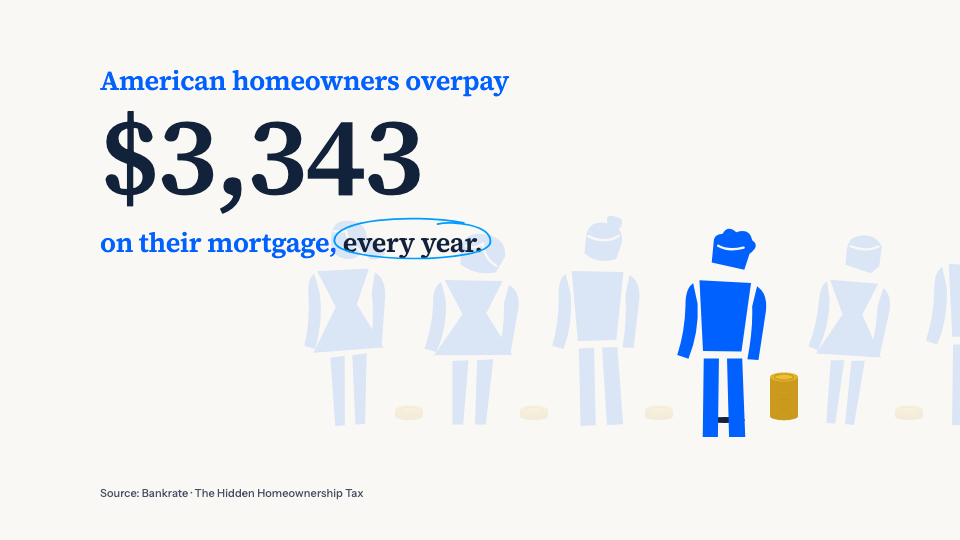 American homeowners overpay
$3,343
on their mortgage, every year.
Source: Bankrate · The Hidden Homeownership Tax